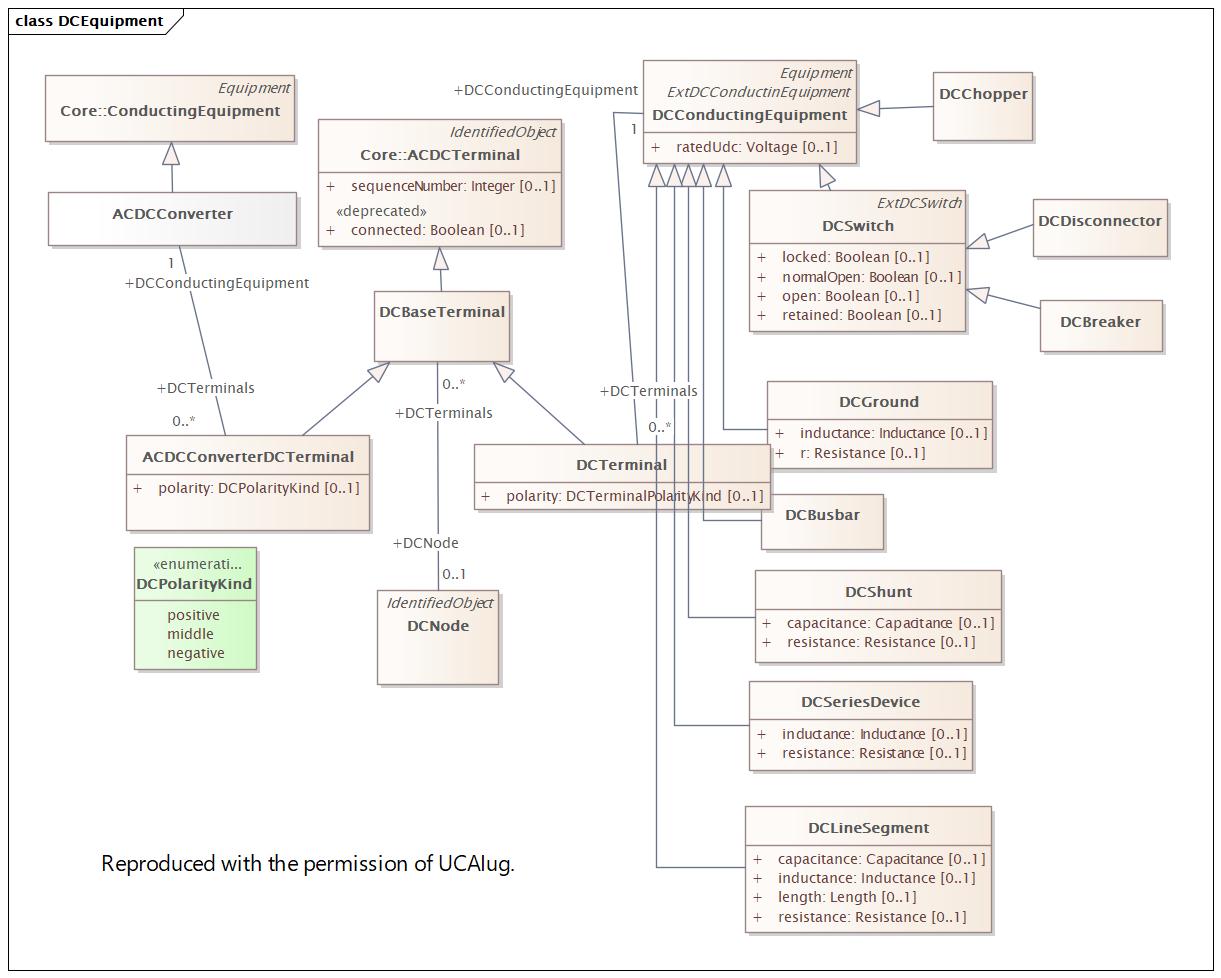 class DCEquipment
Equipment
Core::ConductingEquipment
ACDCConverter
1
+DCConductingEquipment
+DCTerminals
0..*
ACDCConverterDCTerminal
+ polarity: DCPolarityKind [0..1]
«enumerati...
DCPolarityKind
positive
middle
negative
IdentifiedObject
Core::ACDCTerminal
+ sequenceNumber: Integer [0..1]
«deprecated»
+ connected: Boolean [0..1]
DCBaseTerminal
0..*
+DCTerminals
+DCNode
0..1
IdentifiedObject
DCNode
+DCConductingEquipment
1
+DCTerminals
0..*
DCTerminal
+ polarity: DCTerminalPolarityKind [0..1]
Equipment
ExtDCConductinEquipment
DCConductingEquipment
+ ratedUdc: Voltage [0..1]
DCChopper
ExtDCSwitch
DCSwitch
+ locked: Boolean [0..1]
+ normalOpen: Boolean [0..1]
+ open: Boolean [0..1]
+ retained: Boolean [0..1]
DCDisconnector
DCBreaker
DCGround
+ inductance: Inductance [0..1]
+ r: Resistance [0..1]
DCBusbar
DCShunt
+ capacitance: Capacitance [0..1]
+ resistance: Resistance [0..1]
DCSeriesDevice
+ inductance: Inductance [0..1]
+ resistance: Resistance [0..1]
DCLineSegment
+ capacitance: Capacitance [0..1]
+ inductance: Inductance [0..1]
+ length: Length [0..1]
+ resistance: Resistance [0..1]
Reproduced with the permission of UCAIug.